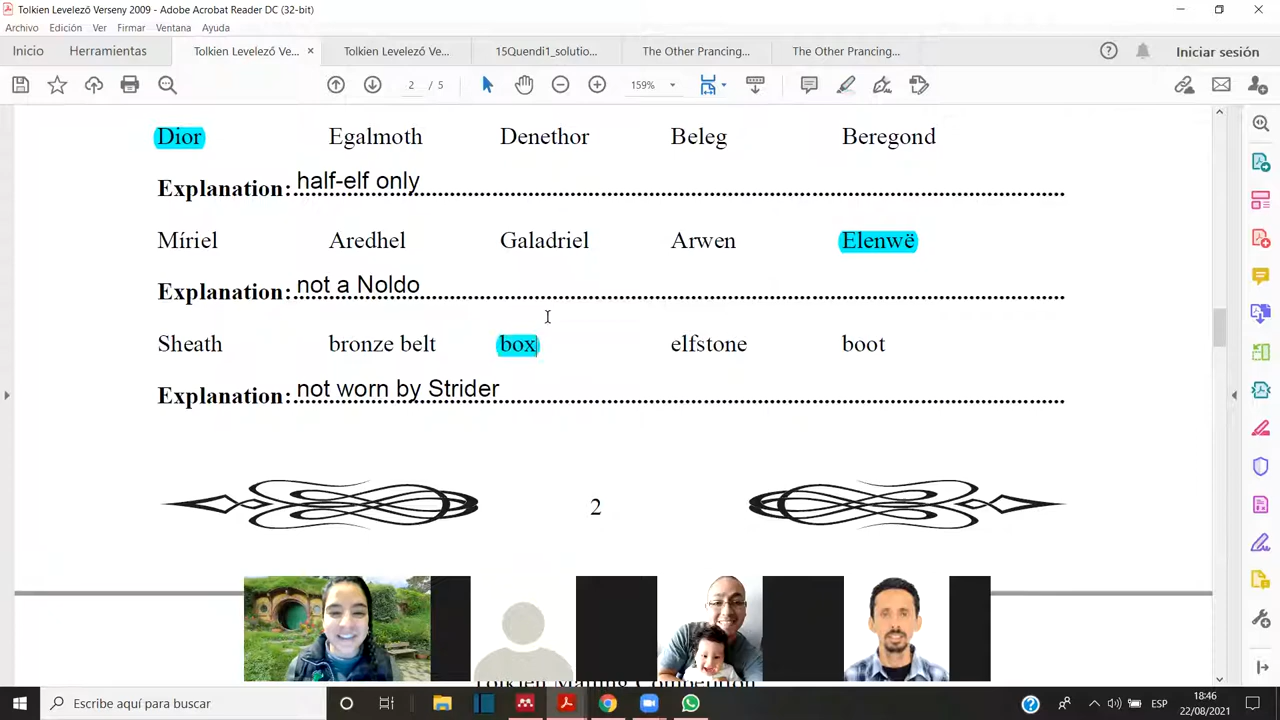 Tolkien Levelező Verseny 2009 - Adobe Acrobat Reader DC (32-bit)
Archivo Edición Ver Firmar Ventana Ayuda
Inicio Herramientas Tolkien Levelező Ve... × Tolkien Levelező Ve... 15Quendi1_solutio... The Other Prancing... The Other Prancing... Iniciar sesión
2 / 5 159%
Dior Egalmoth Denethor Beleg Beregond
Explanation: half-elf only
Míriel Aredhel Galadriel Arwen Elenwë
Explanation: not a Noldo
Sheath bronze belt box elfstone boot
Explanation: not worn by Strider
2
Tolkien Mailing Competition
Escribe aquí para buscar
ESP
18:46
22/08/2021